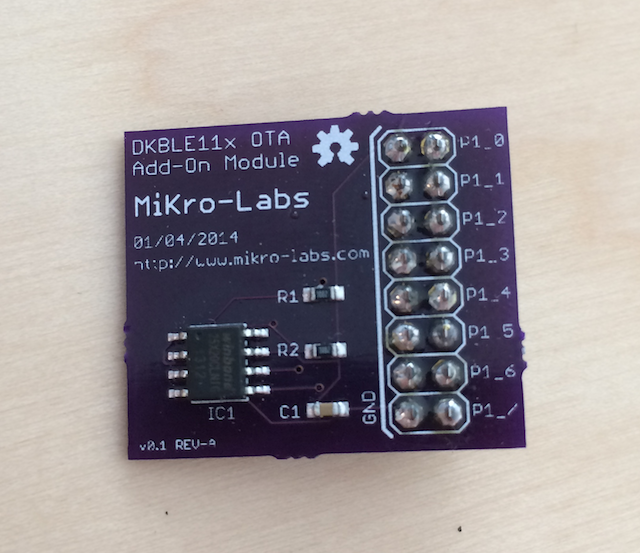 DKBLE11x OTA
Add-On Module
MiKro-Labs
01/04/2014
http://www.mikro-labs.com
R1
R2
C1
IC1
winbond
GND
v0.1 REV-A
P1_0
P1_1
P1_2
P1_3
P1_4
P1_5
P1_6
P1_7